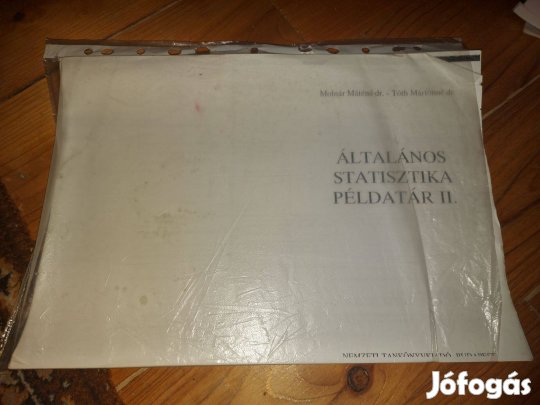 Molnár Máténé dr. - Tóth Mártonné dr.
ÁLTALÁNOS
STATISZTIKA
PÉLDATÁR II.
NEMZETI TANKÖNYVKIADÓ, BUDAPEST
Jófogás